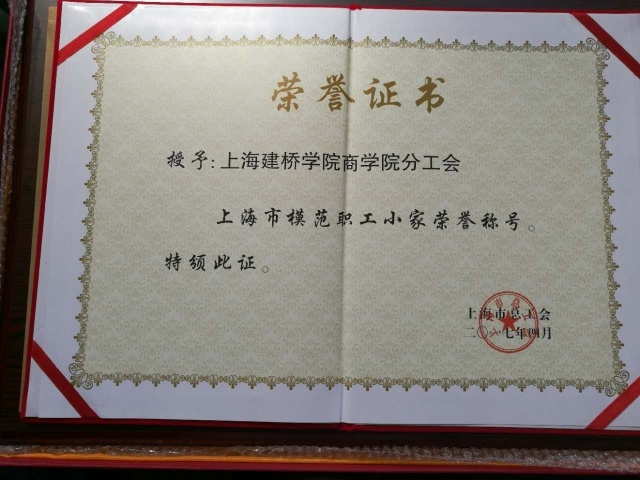 荣誉证书
授予:上海建桥学院商学院分工会
上海市模范职工小家荣誉称号。
特颁此证。
上海市总工会
二〇一七年四月